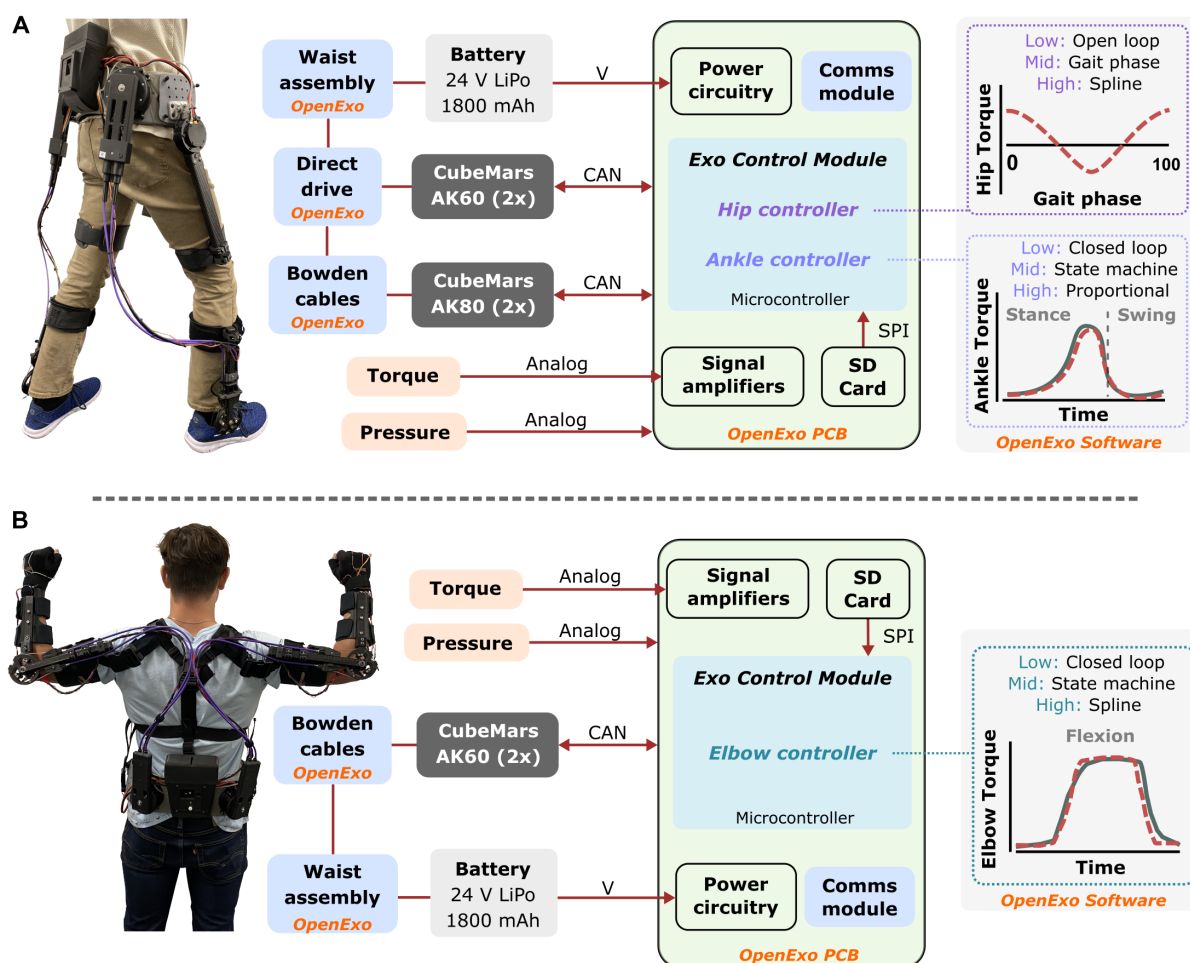 A
Waist
assembly
OpenExo
Battery
24 V LiPo
1800 mAh
V
Power
circuitry
Comms
module
Direct
drive
OpenExo
CubeMars
AK60 (2x)
CAN
Exo Control Module
Hip controller
Ankle controller
Microcontroller
Bowden
cables
OpenExo
CubeMars
AK80 (2x)
CAN
SPI
Torque
Analog
Signal
amplifiers
SD
Card
Pressure
Analog
OpenExo PCB
Low: Open loop
Mid: Gait phase
High: Spline
Hip Torque
0
100
Gait phase
Low: Closed loop
Mid: State machine
High: Proportional
Stance
Swing
Ankle Torque
Time
OpenExo Software
B
Torque
Analog
Signal
amplifiers
SD
Card
Pressure
Analog
SPI
Exo Control Module
Bowden
cables
OpenExo
CubeMars
AK60 (2x)
CAN
Elbow controller
Microcontroller
Waist
assembly
OpenExo
Battery
24 V LiPo
1800 mAh
V
Power
circuitry
Comms
module
OpenExo PCB
Low: Closed loop
Mid: State machine
High: Spline
Flexion
Elbow Torque
Time
OpenExo Software